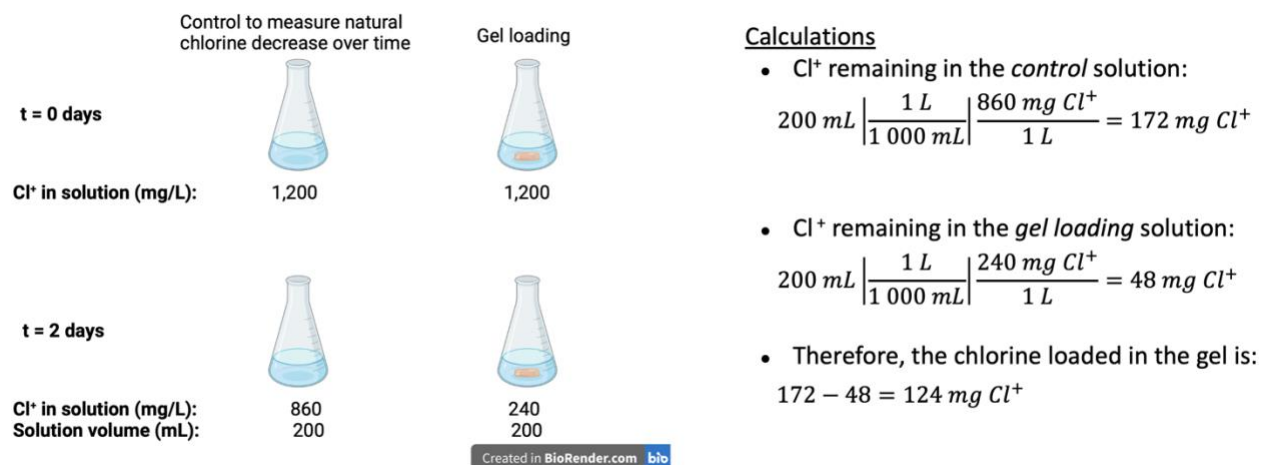 Control to measure natural
chlorine decrease over time
Gel loading
t = 0 days
Cl⁺ in solution (mg/L):
1,200
1,200
t = 2 days
Cl⁺ in solution (mg/L):
860
240
Solution volume (mL):
200
200
Created in BioRender.com bio
Calculations
• Cl⁺ remaining in the control solution:
200 mL | 1 L / 1 000 mL | 860 mg Cl⁺ / 1 L = 172 mg Cl⁺
• Cl⁺ remaining in the gel loading solution:
200 mL | 1 L / 1 000 mL | 240 mg Cl⁺ / 1 L = 48 mg Cl⁺
• Therefore, the chlorine loaded in the gel is:
172 − 48 = 124 mg Cl⁺